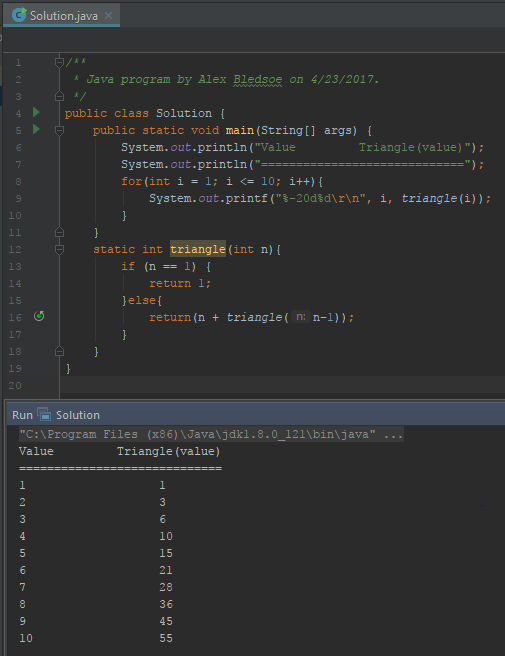 Solution.java
1 /**
2  * Java program by Alex Bledsoe on 4/23/2017.
3  */
4 public class Solution {
5     public static void main(String[] args) {
6         System.out.println("Value         Triangle(value)");
7         System.out.println("=============================");
8         for(int i = 1; i <= 10; i++){
9             System.out.printf("%-20d%d\r\n", i, triangle(i));
10         }
11     }
12     static int triangle(int n){
13         if (n == 1) {
14             return 1;
15         }else{
16             return(n + triangle( n: n-1));
17         }
18     }
19 }
20
Run Solution
"C:\Program Files (x86)\Java\jdk1.8.0_121\bin\java" ...
Value         Triangle(value)
=============================
1                   1
2                   3
3                   6
4                   10
5                   15
6                   21
7                   28
8                   36
9                   45
10                  55